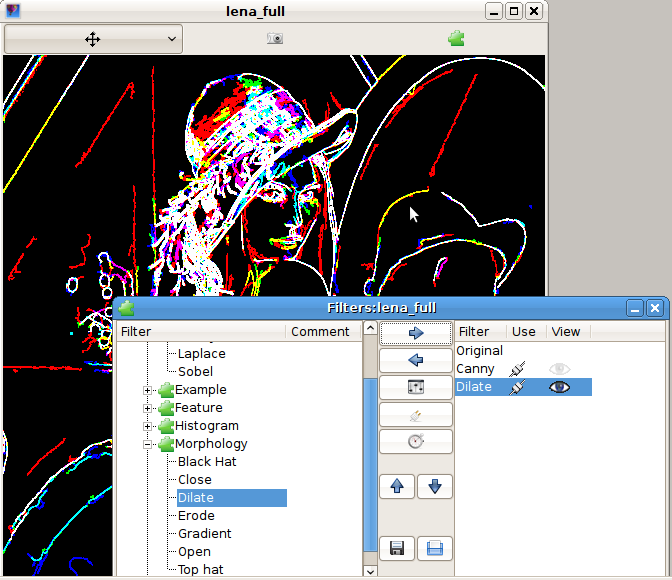 lena_full
Filters:lena_full
Filter Comment
Filter Use View
Laplace
Sobel
Example
Feature
Histogram
Morphology
Black Hat
Close
Dilate
Erode
Gradient
Open
Top hat
Original
Canny
Dilate